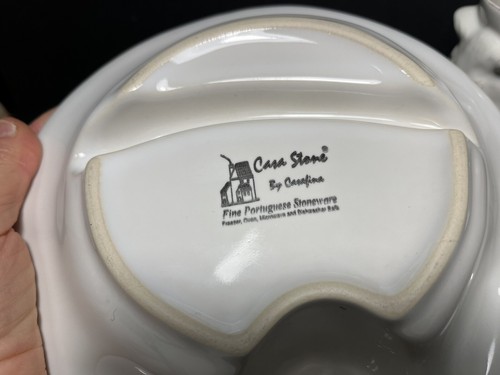 Casa Stone®
By Casafina
Fine Portuguese Stoneware
Freezer, Oven, Microwave and Dishwasher Safe